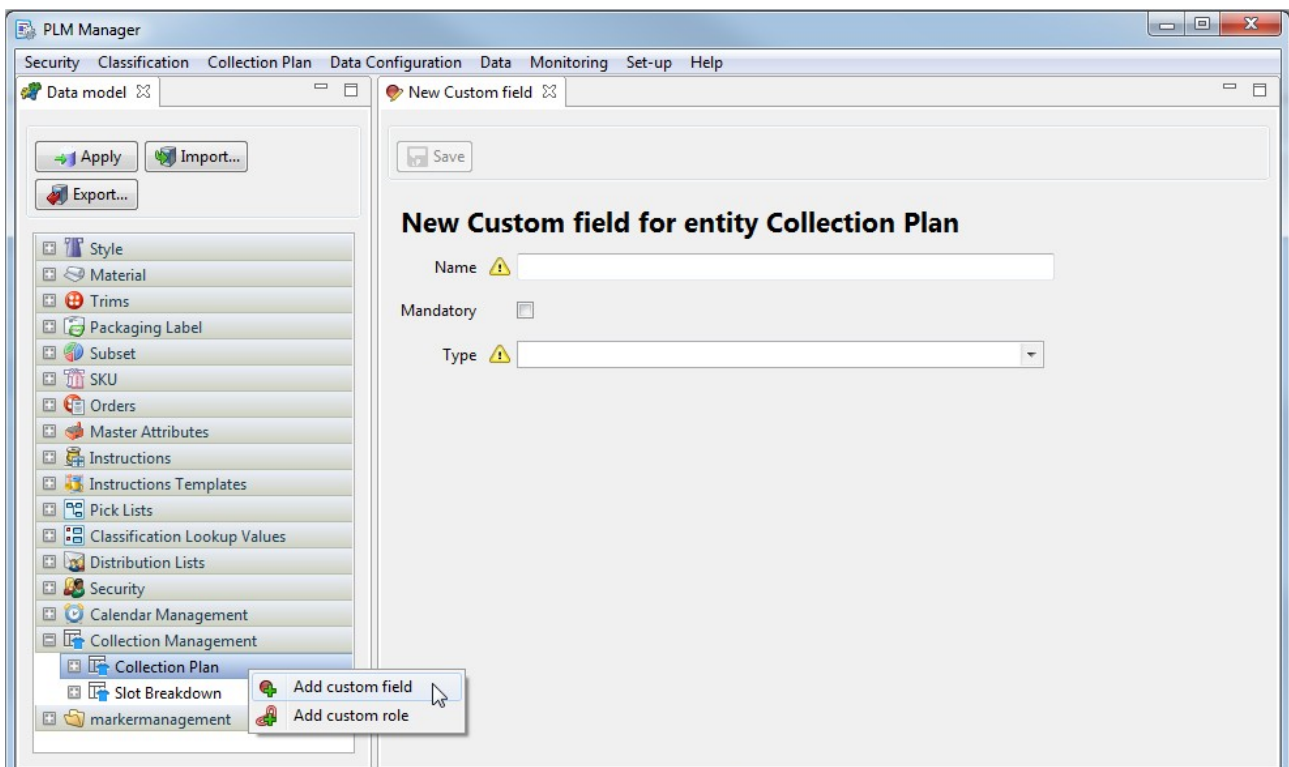 PLM Manager
Security Classification Collection Plan Data Configuration Data Monitoring Set-up Help
Data model
New Custom field
Apply
Import...
Export...
Save
New Custom field for entity Collection Plan
Name
Mandatory
Type
Style
Material
Trims
Packaging Label
Subset
SKU
Orders
Master Attributes
Instructions
Instructions Templates
Pick Lists
Classification Lookup Values
Distribution Lists
Security
Calendar Management
Collection Management
Collection Plan
Slot Breakdown
markermanagement
Add custom field
Add custom role